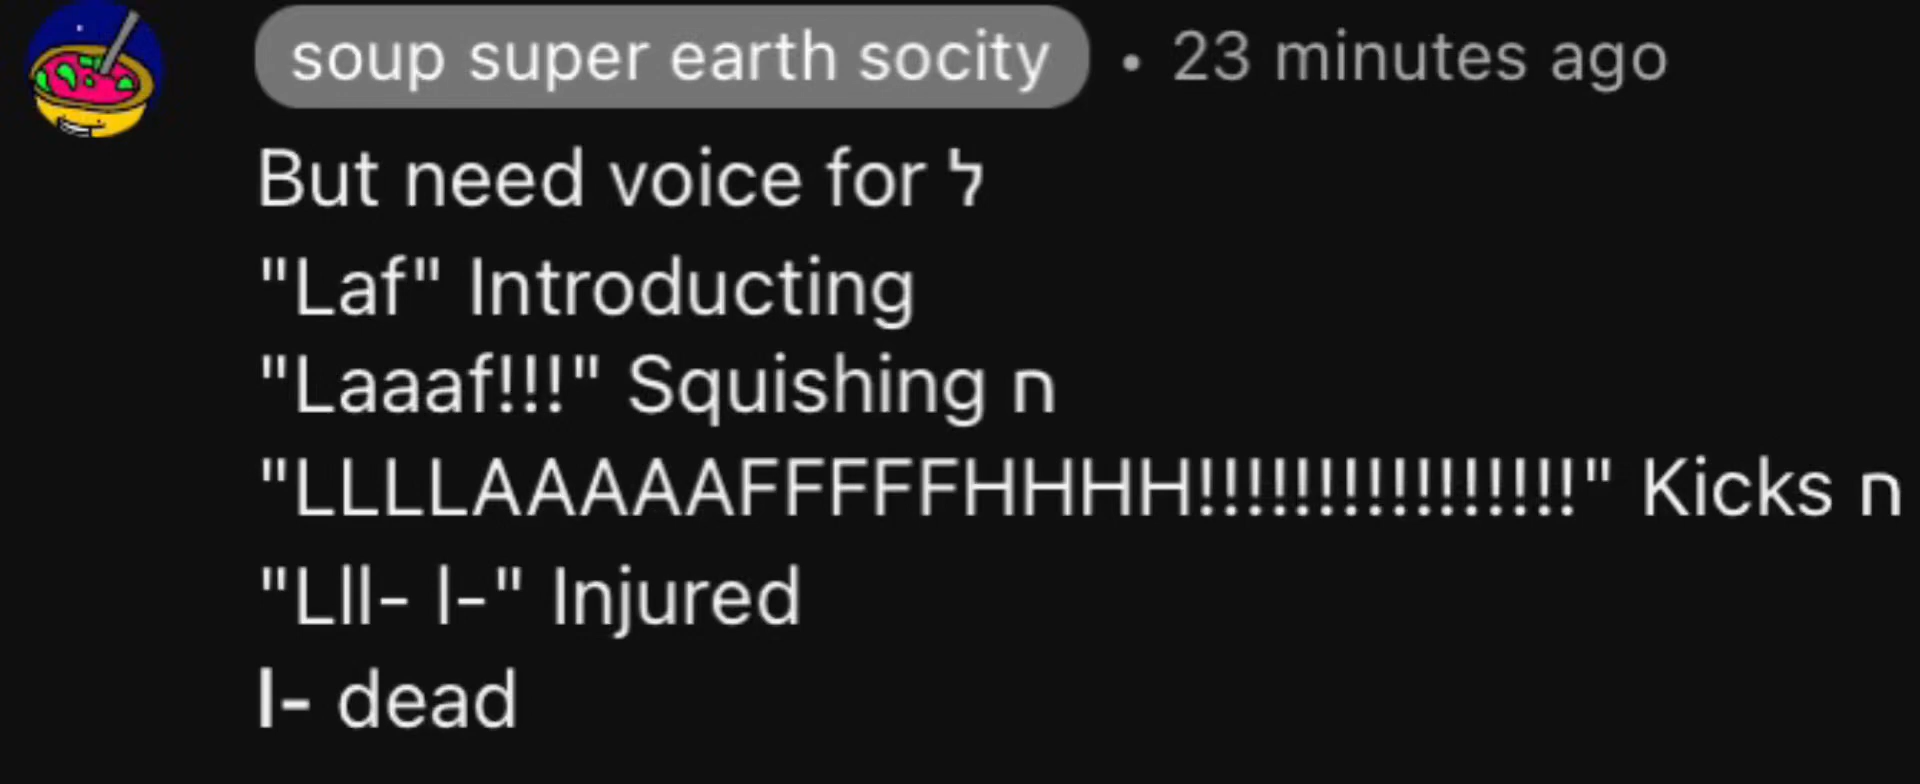 soup super earth socity • 23 minutes ago
But need voice for ל
"Laf" Introducting
"Laaaf!!!" Squishing ח
"LLLLAAAAAFFFFFHHHH!!!!!!!!!!!!!!!!" Kicks ח
"Lll- l-" Injured
l- dead